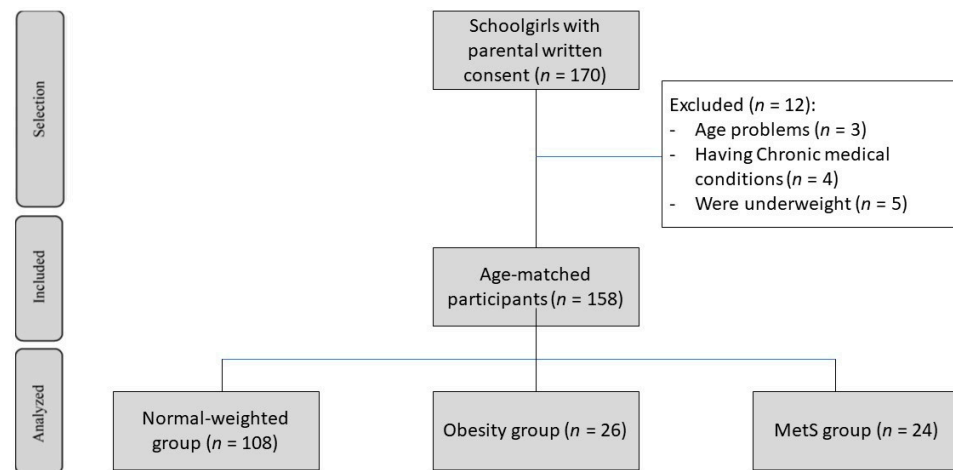 Selection
Schoolgirls with
parental written
consent (n = 170)
Excluded (n = 12):
- Age problems (n = 3)
- Having Chronic medical
conditions (n = 4)
- Were underweight (n = 5)
Included
Age-matched
participants (n = 158)
Analyzed
Normal-weighted
group (n = 108)
Obesity group (n = 26)
MetS group (n = 24)